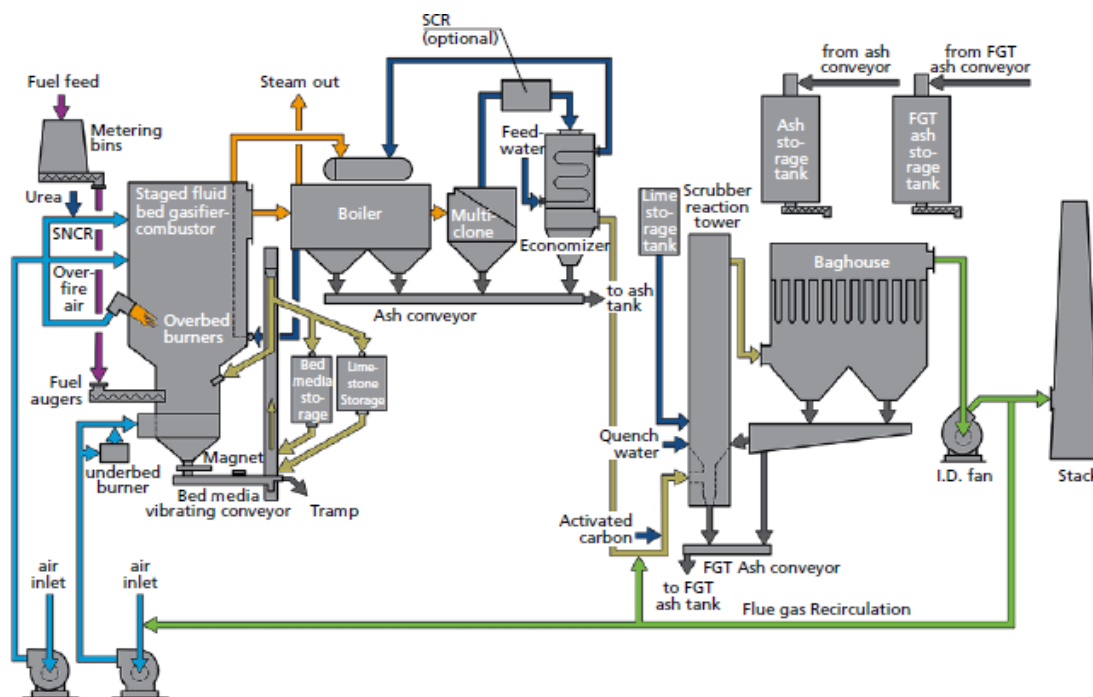 SCR
(optional)
from ash
conveyor
from FGT
ash conveyor
Fuel feed
Steam out
Metering
bins
Feed-
water
Ash
sto-
rage
tank
FGT
ash
sto-
rage
tank
Urea
Staged fluid
bed gasifier-
combustor
Boiler
Multi-
clone
Lime
storage
tank
Scrubber
reaction
tower
SNCR
Economizer
Over-
fire
air
Baghouse
to ash
tank
Ash conveyor
Overbed
burners
Fuel
augers
Bed
media
sto-
rage
Lime-
stone
Storage
Quench
water
underbed
burner
Magnet
I.D. fan
Stack
Bed media
vibrating conveyor
Tramp
Activated
carbon
FGT Ash conveyor
air
inlet
air
inlet
to FGT
ash tank
Flue gas Recirculation